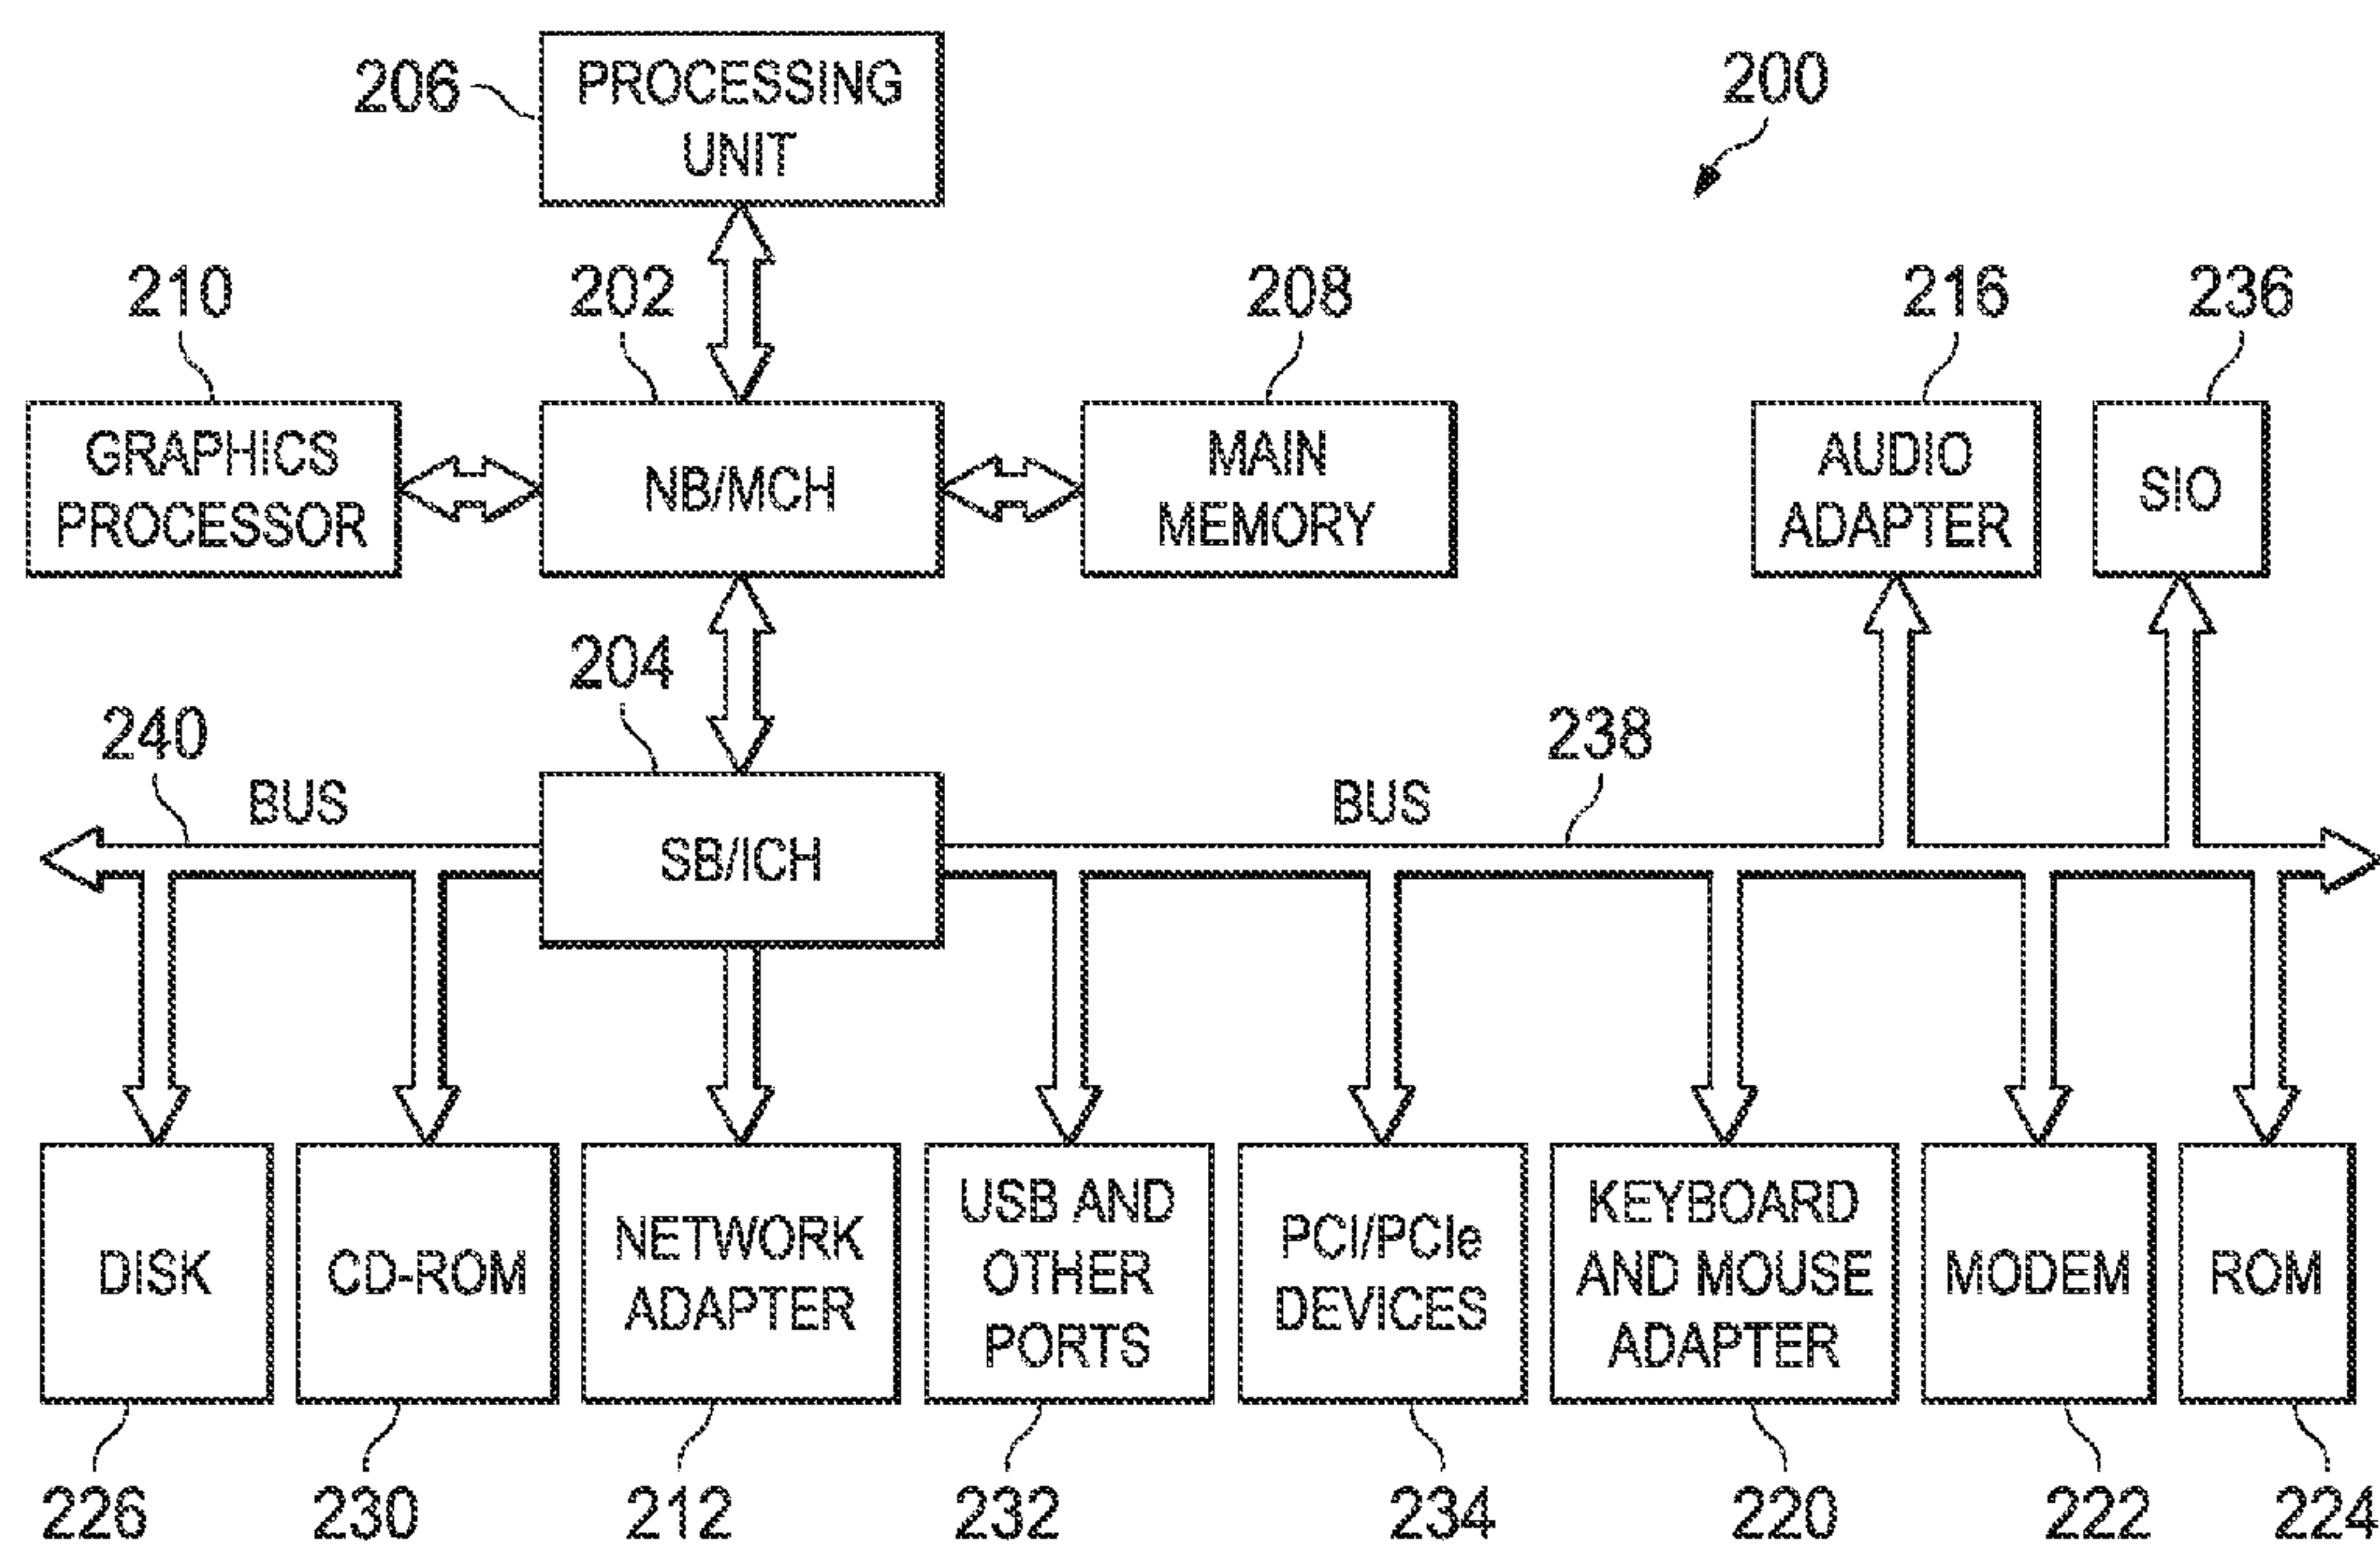 206
PROCESSING
UNIT
200
210
202
208
216
236
GRAPHICS
PROCESSOR
NB/MCH
MAIN
MEMORY
AUDIO
ADAPTER
SIO
204
240
BUS
238
BUS
SB/ICH
DISK
CD-ROM
NETWORK
ADAPTER
USB AND
OTHER
PORTS
PCI/PCIe
DEVICES
KEYBOARD
AND MOUSE
ADAPTER
MODEM
ROM
226
230
212
232
234
220
222
224